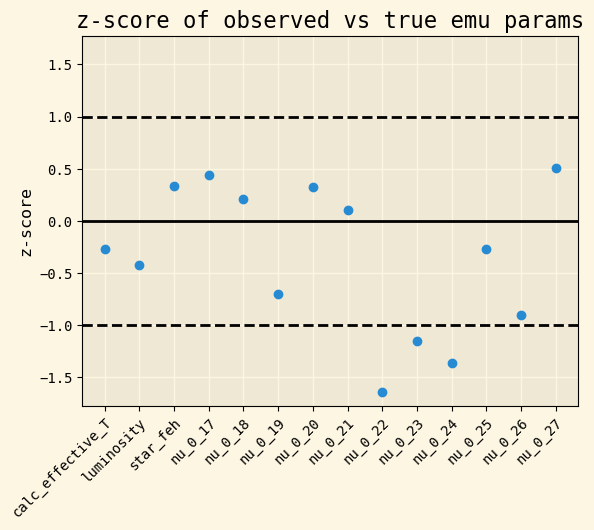 z-score of observed vs true emu params
z-score
1.5
1.0
0.5
0.0
−0.5
−1.0
−1.5
calc_effective_T
luminosity
star_feh
nu_0_17
nu_0_18
nu_0_19
nu_0_20
nu_0_21
nu_0_22
nu_0_23
nu_0_24
nu_0_25
nu_0_26
nu_0_27